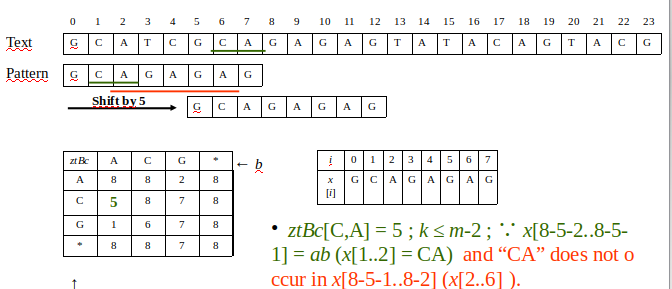 0 1 2 3 4 5 6 7 8 9 10 11 12 13 14 15 16 17 18 19 20 21 22 23
Text G C A T C G C A G A G A G T A T A C A G T A C G
Pattern G C A G A G A G
Shift by 5
G C A G A G A G
ztBc A C G * ← b
A 8 8 2 8
C 5 8 7 8
G 1 6 7 8
* 8 8 7 8
↑
i 0 1 2 3 4 5 6 7
x G C A G A G A G
[i]
• ztBc[C,A] = 5 ; k ≤ m-2 ; ∵ x[8-5-2..8-5-
1] = ab (x[1..2] = CA) and “CA” does not o
ccur in x[8-5-1..8-2] (x[2..6] ).